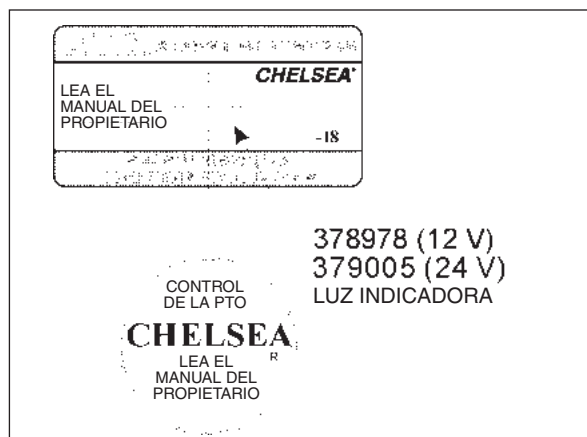 CHELSEA
LEA EL
MANUAL DEL
PROPIETARIO
-18
378978 (12 V)
379005 (24 V)
LUZ INDICADORA
CONTROL
DE LA PTO
CHELSEA
R
LEA EL
MANUAL DEL
PROPIETARIO